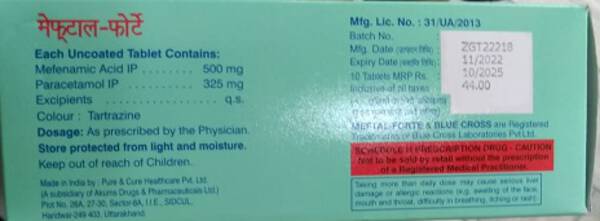 मेफ्टाल-फोर्टे
Each Uncoated Tablet Contains:
Mefenamic Acid IP ........ 500 mg
Paracetamol IP ........ 325 mg
Excipients ........ q.s.
Colour : Tartrazine
Dosage: As prescribed by the Physician.
Store protected from light and moisture.
Keep out of reach of Children.
Made in India by : Pure & Cure Healthcare Pvt. Ltd.
(A subsidiary of Akums Drugs & Pharmaceuticals Ltd.)
Plot No. 26A, 27-30, Sector-8A, I.I.E., SIDCUL,
Haridwar-249 403, Uttarakhand.
Mfg. Lic. No. : 31/UA/2013
Batch No. ZGT22218
Mfg. Date 11/2022
Expiry Date 10/2025
10 Tablets MRP Rs. 44.00
Inclusive of all taxes
MEFTAL-FORTE & BLUE CROSS are Registered
Trademarks of Blue Cross Laboratories Pvt Ltd.
SCHEDULE H PRESCRIPTION DRUG - CAUTION
Not to be sold by retail without the prescription
of a Registered Medical Practitioner.
Taking more than daily dose may cause serious liver
damage or allergic reactions (e.g. swelling of the face,
mouth and throat, difficulty in breathing, itching or rash)